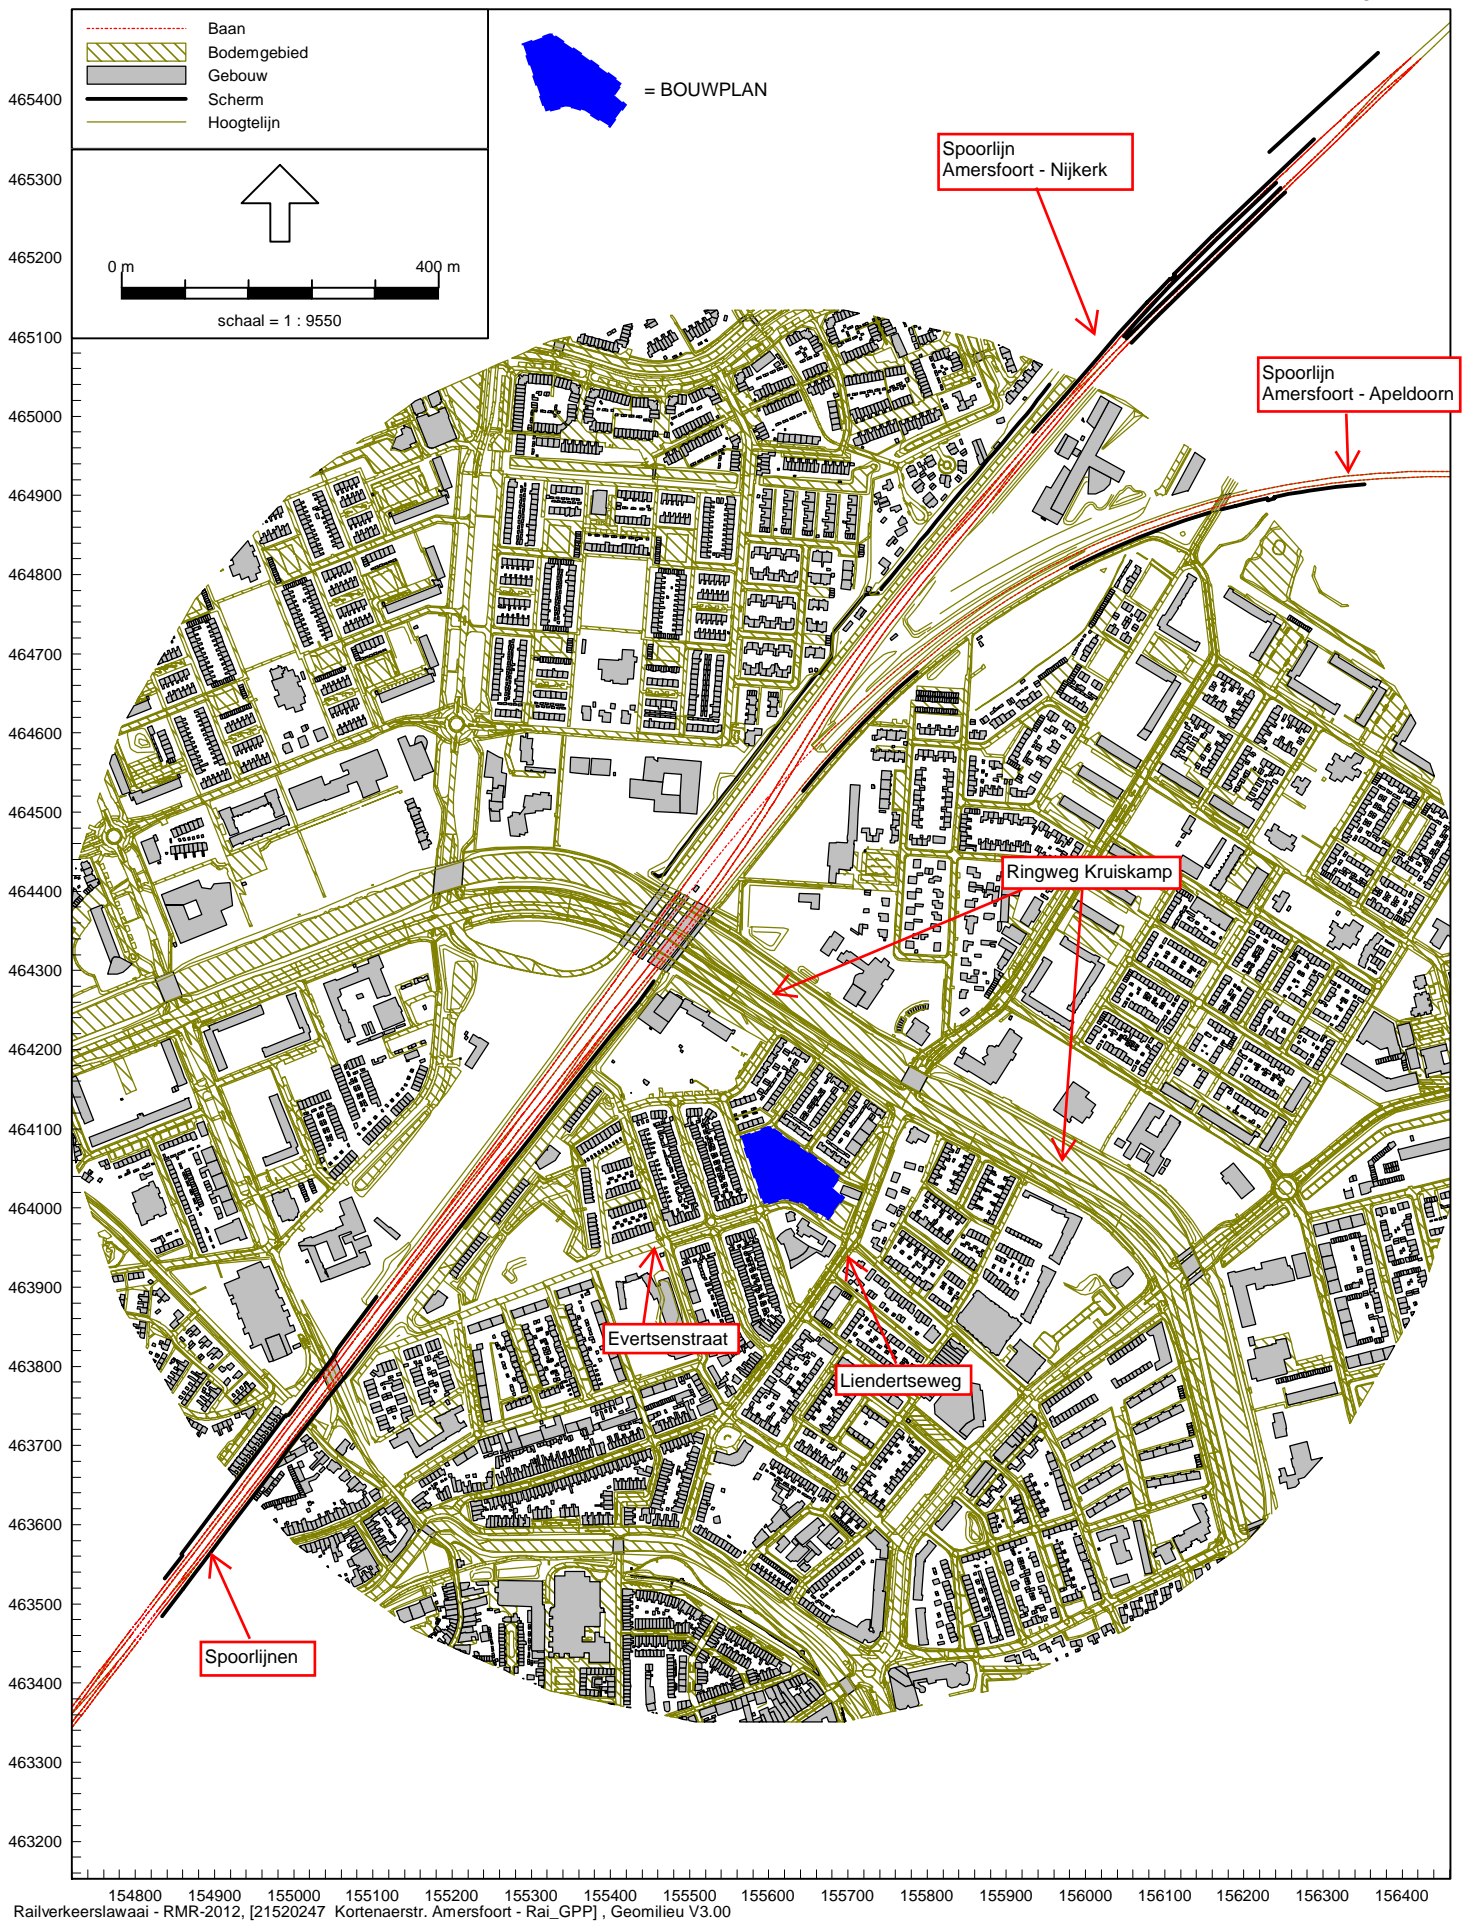 Baan
Bodemgebied
Gebouw
Scherm
Hoogtelijn
= BOUWPLAN
0 m 400 m
schaal = 1 : 9550
Spoorlijn
Amersfoort - Nijkerk
Spoorlijn
Amersfoort - Apeldoorn
Ringweg Kruiskamp
Evertsenstraat
Liendertseweg
Spoorlijnen
465400
465300
465200
465100
465000
464900
464800
464700
464600
464500
464400
464300
464200
464100
464000
463900
463800
463700
463600
463500
463400
463300
463200
154800 154900 155000 155100 155200 155300 155400 155500 155600 155700 155800 155900 156000 156100 156200 156300 156400
Railverkeerslawaai - RMR-2012, [21520247 Kortenaerstr. Amersfoort - Rai_GPP] , Geomilieu V3.00